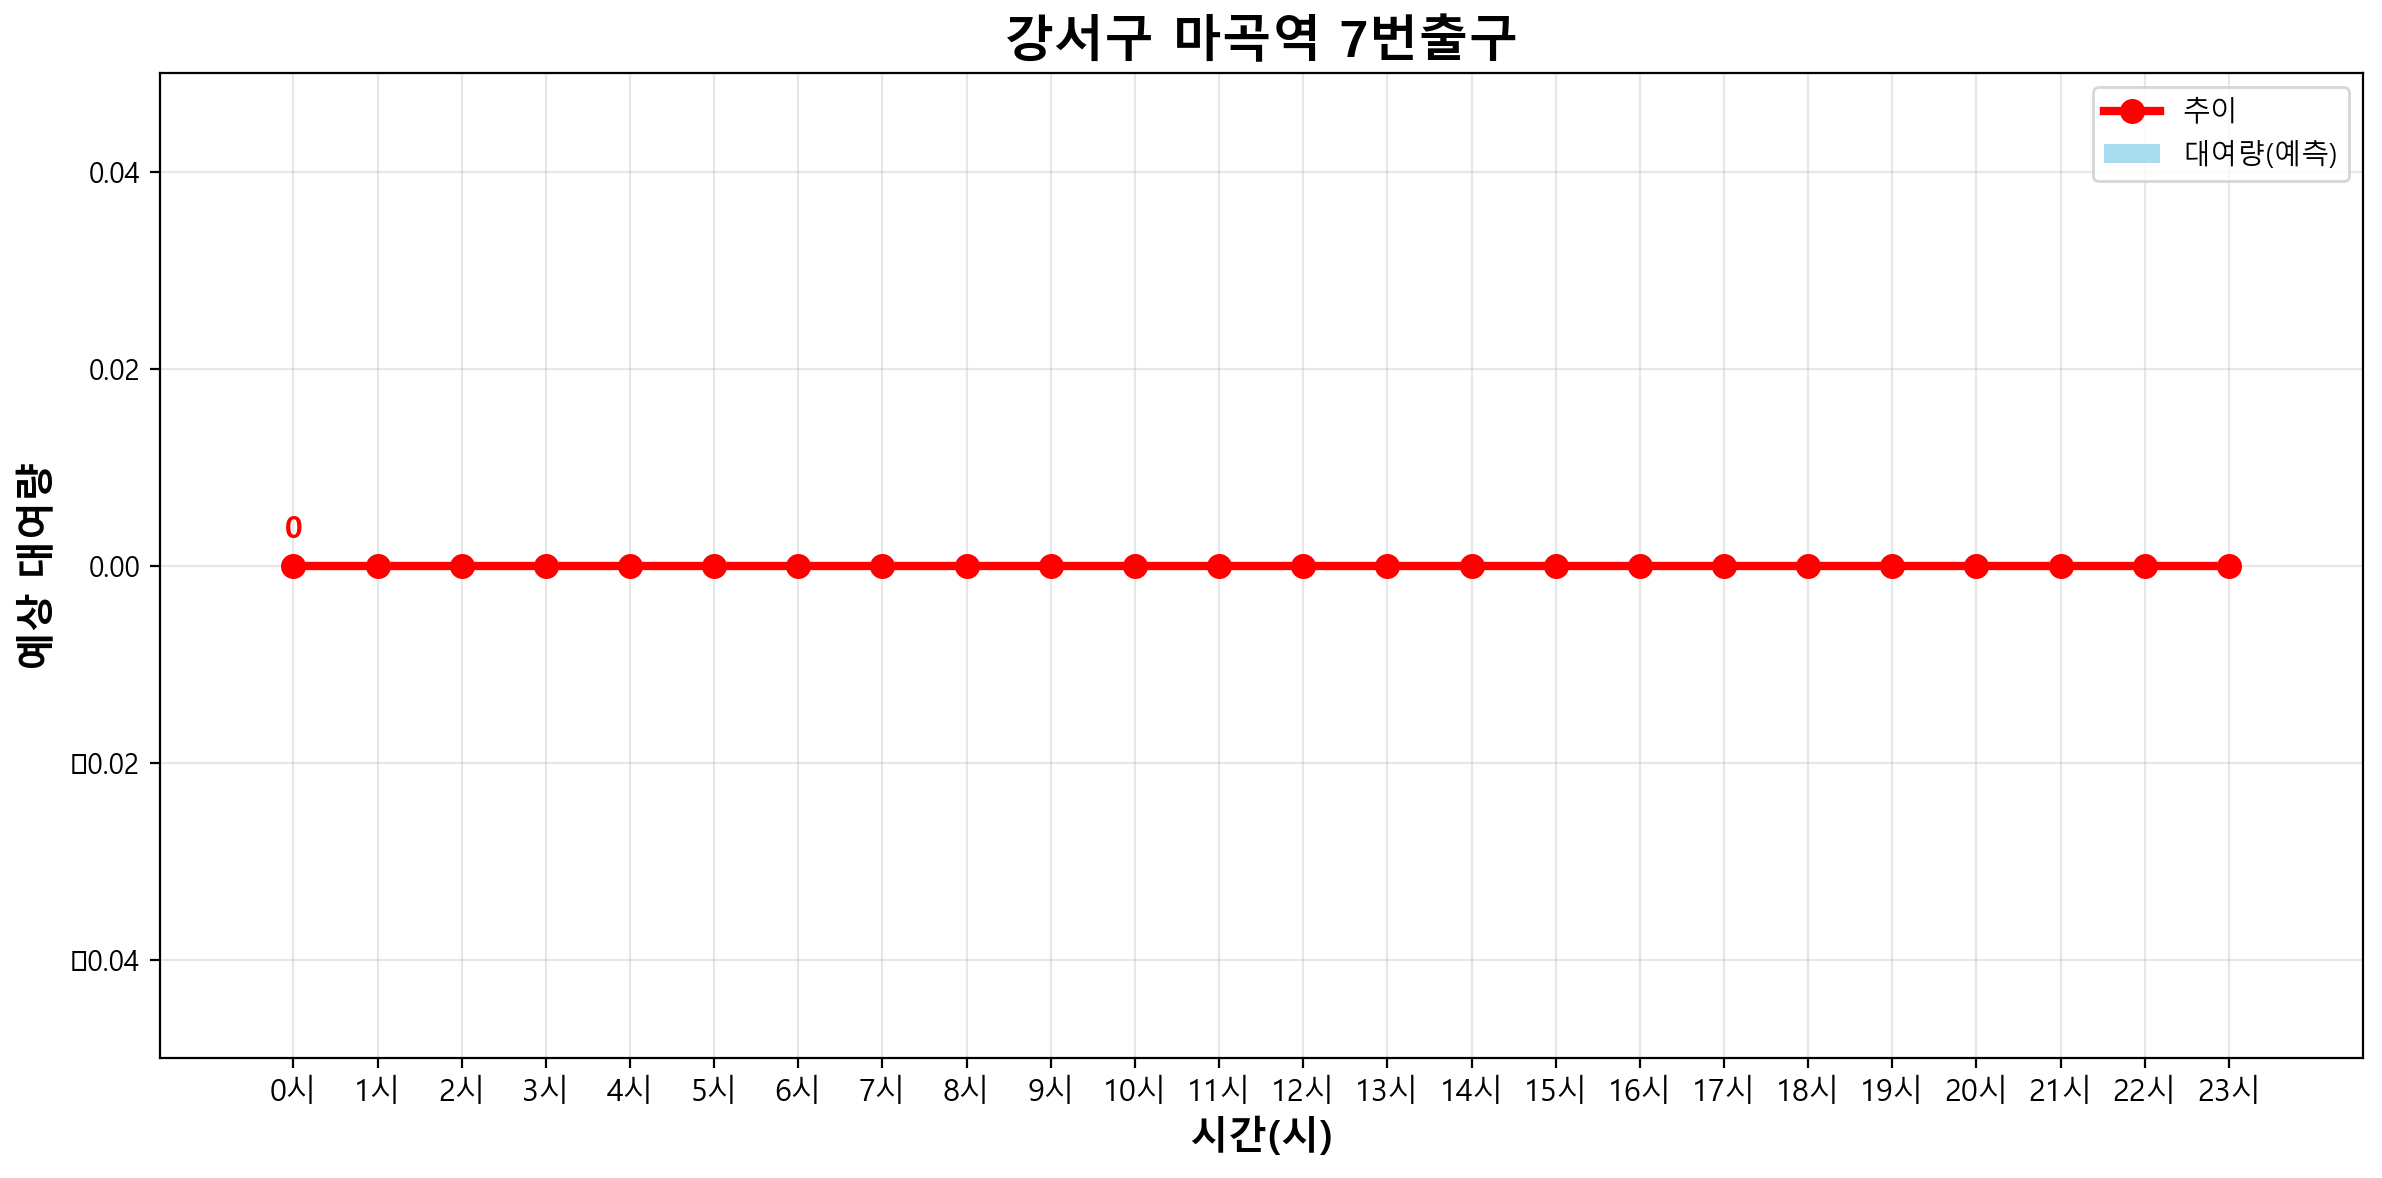 강서구 마곡역 7번출구
추이
대여량(예측)
0.04
0.02
0.00
□0.02
□0.04
예상 대여량
0
0시 1시 2시 3시 4시 5시 6시 7시 8시 9시 10시 11시 12시 13시 14시 15시 16시 17시 18시 19시 20시 21시 22시 23시
시간(시)